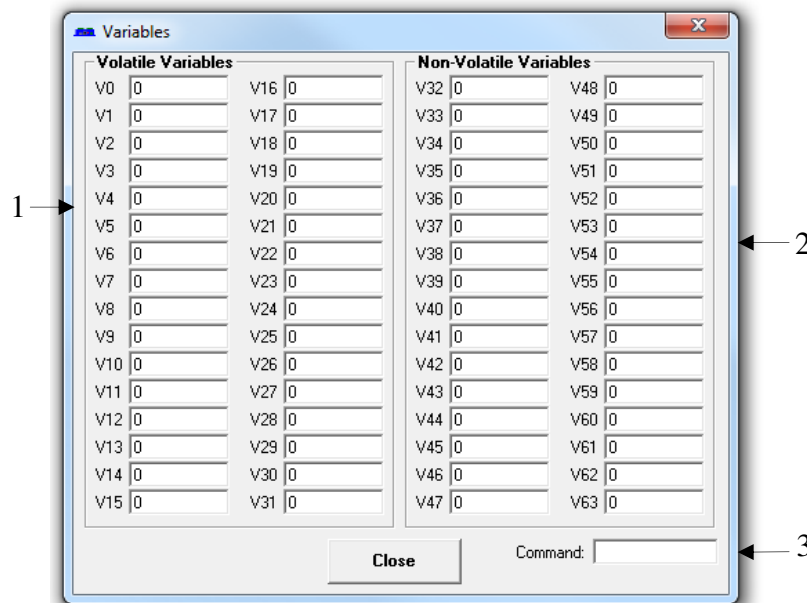 Variables
Volatile Variables Non-Volatile Variables
V0 0 V16 0 V32 0 V48 0
V1 0 V17 0 V33 0 V49 0
V2 0 V18 0 V34 0 V50 0
V3 0 V19 0 V35 0 V51 0
1 V4 0 V20 0 V36 0 V52 0
V5 0 V21 0 V37 0 V53 0
V6 0 V22 0 V38 0 V54 0 2
V7 0 V23 0 V39 0 V55 0
V8 0 V24 0 V40 0 V56 0
V9 0 V25 0 V41 0 V57 0
V10 0 V26 0 V42 0 V58 0
V11 0 V27 0 V43 0 V59 0
V12 0 V28 0 V44 0 V60 0
V13 0 V29 0 V45 0 V61 0
V14 0 V30 0 V46 0 V62 0
V15 0 V31 0 V47 0 V63 0
Close Command: 3